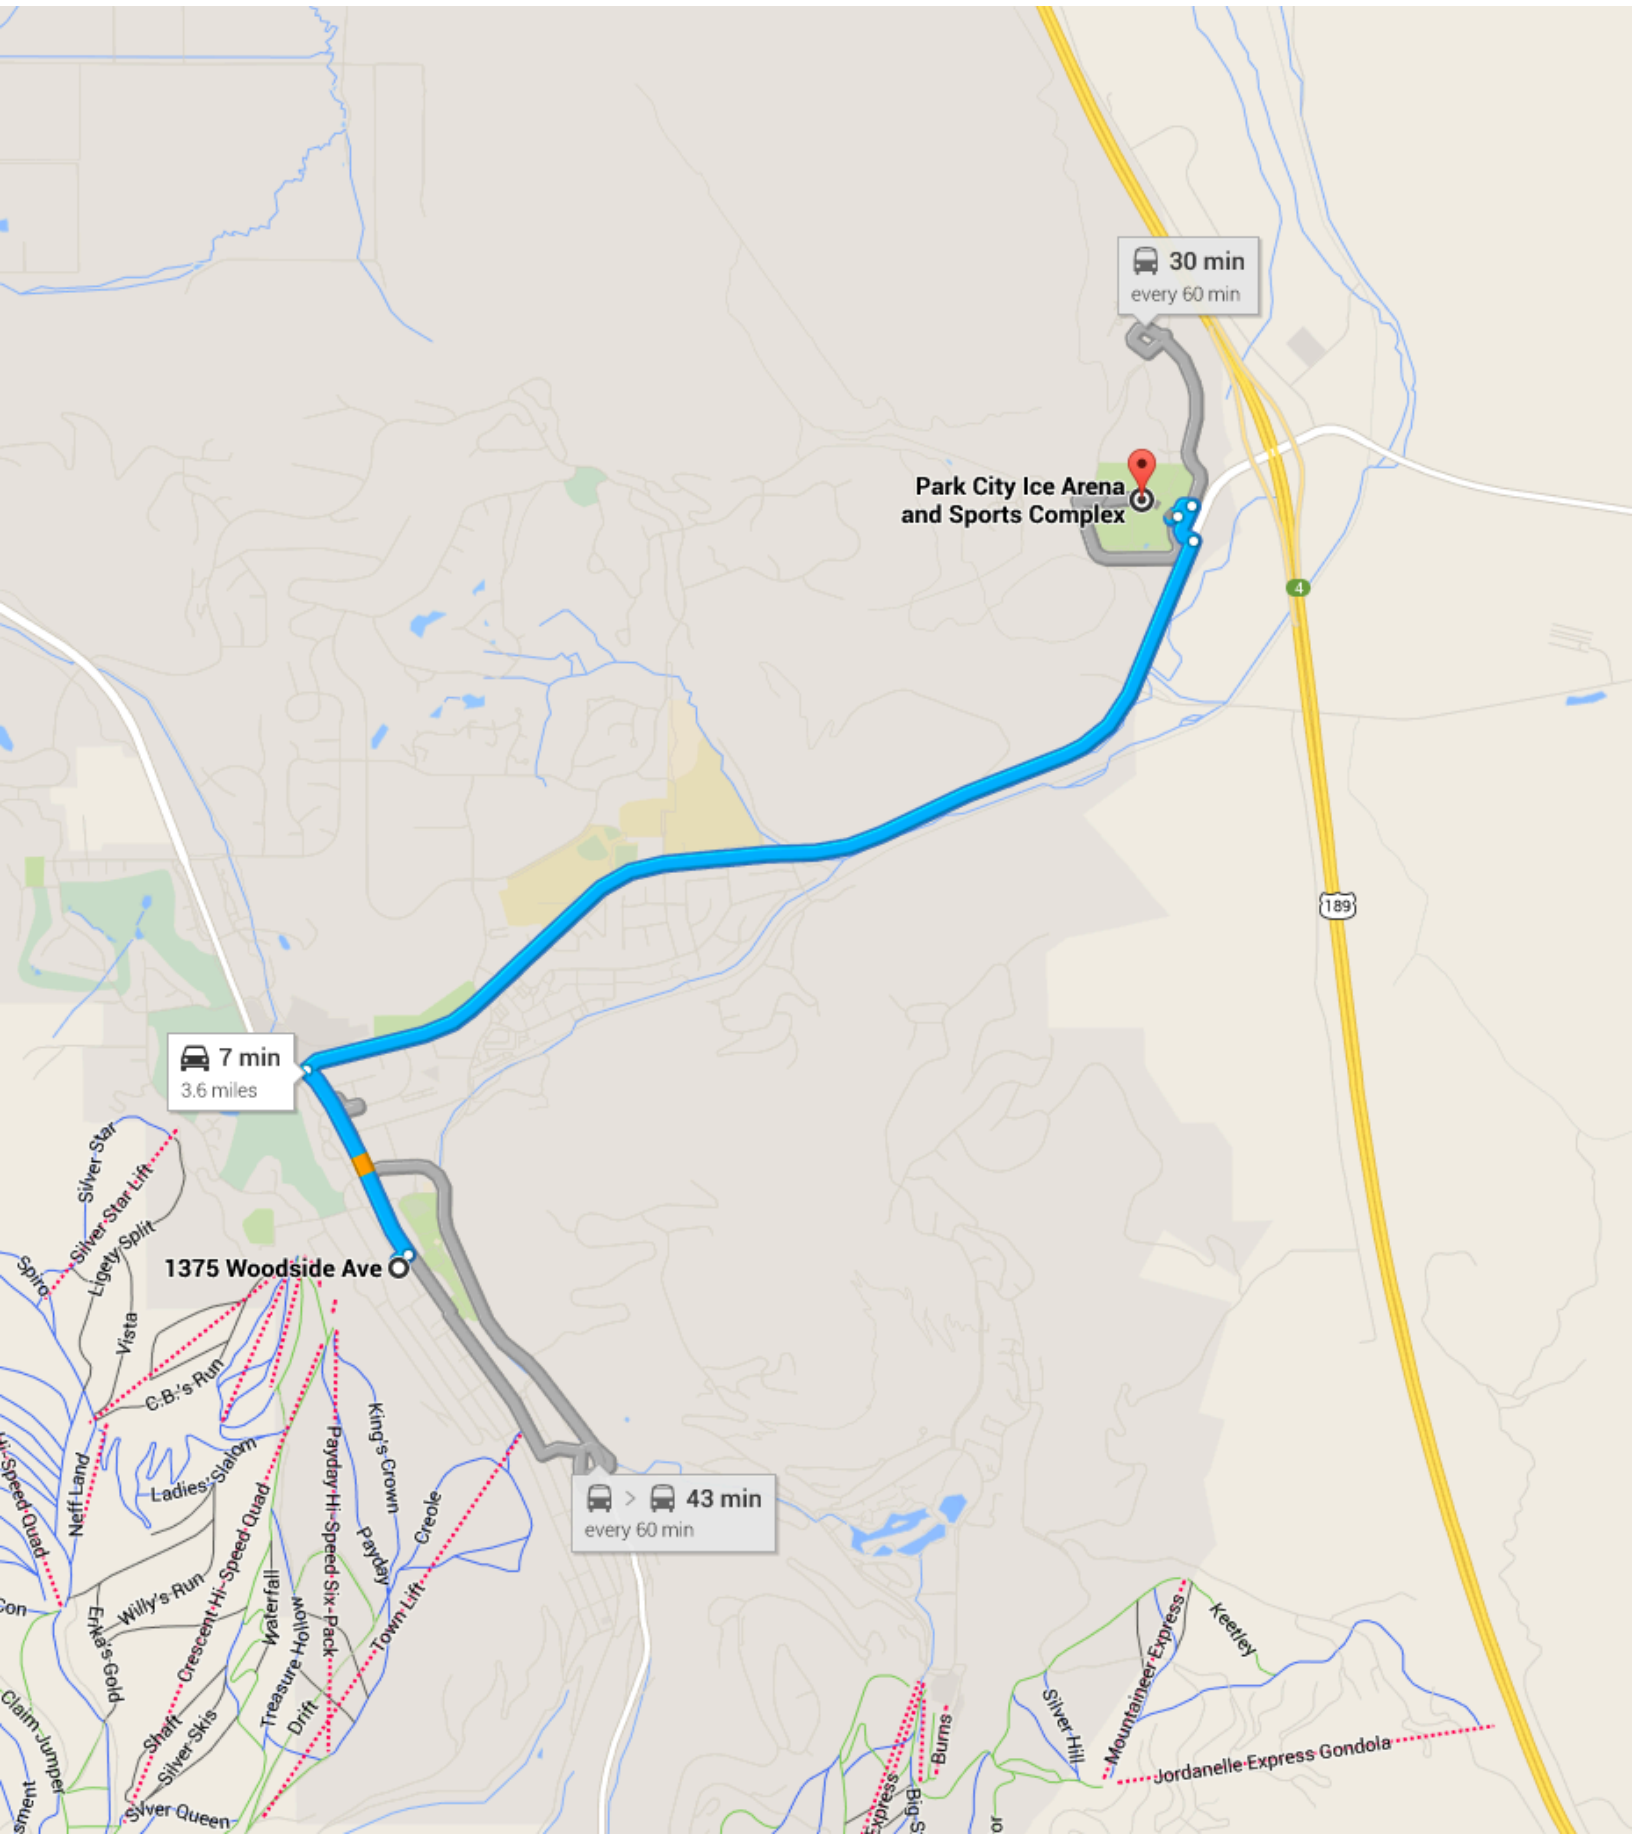 30 min
every 60 min
Park City Ice Arena
and Sports Complex
4
189
7 min
3.6 miles
1375 Woodside Ave
Silver Star
Silver Star Lift
Ligety Split
Spiro
Vista
C.B.'s Run
Hi-Speed Quad
Neff Land
Ladies' Slalom
King's Crown
Payday Hi-Speed Six-Pack
Payday
Creole
Crescent Hi-Speed Quad
43 min
every 60 min
Willy's Run
Waterfall
Erika's Gold
Treasure Hollow
Town Lift
Drift
Shaft
Silver Skis
Claim Jumper
Silver Queen
Keetley
Mountaineer Express
Silver Hill
Burns
Jordanelle Express Gondola
Express